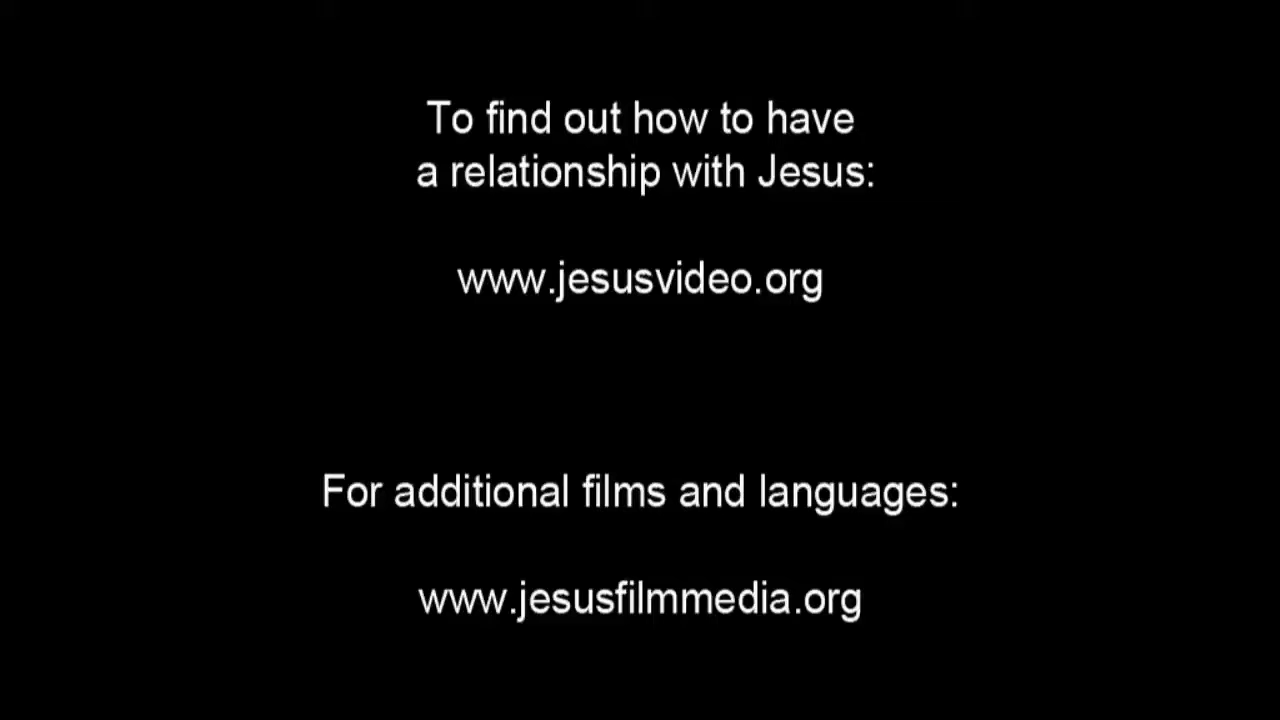 To find out how to have
a relationship with Jesus:
www.jesusvideo.org
For additional films and languages:
www.jesusfilmmedia.org